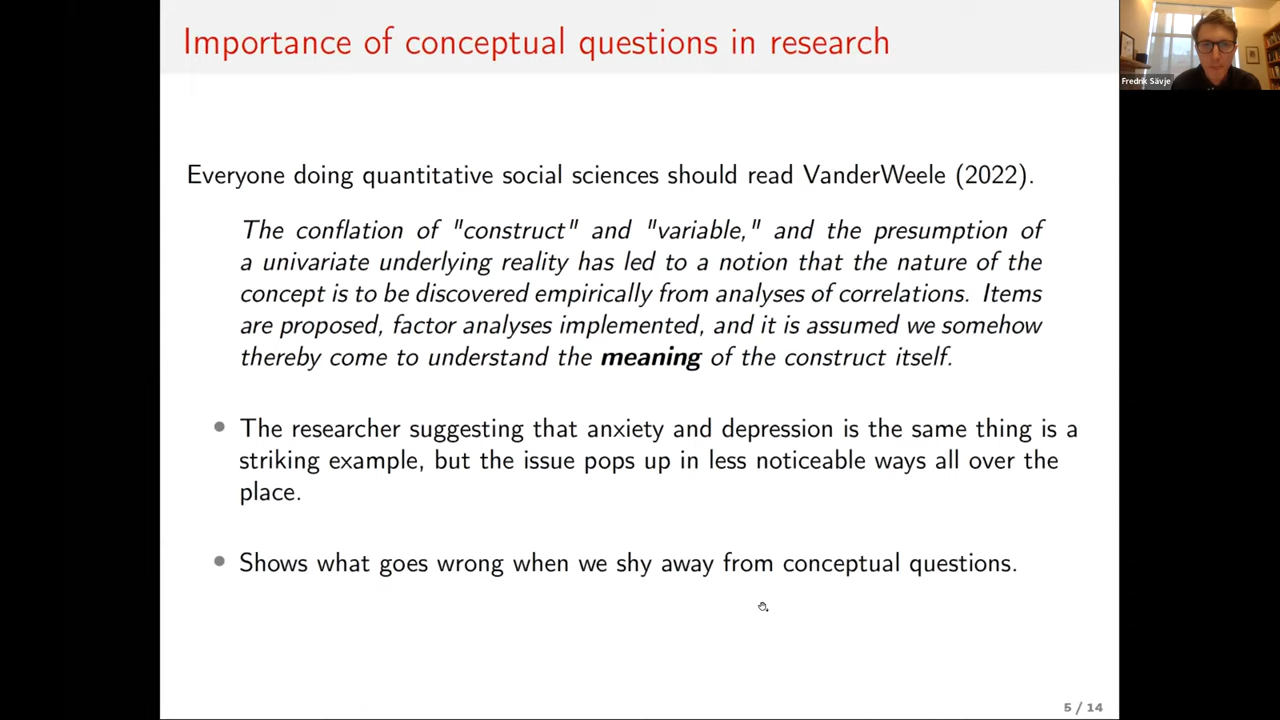 Importance of conceptual questions in research
Fredrik Sävje
Everyone doing quantitative social sciences should read VanderWeele (2022).
The conflation of "construct" and "variable," and the presumption of
a univariate underlying reality has led to a notion that the nature of the
concept is to be discovered empirically from analyses of correlations. Items
are proposed, factor analyses implemented, and it is assumed we somehow
thereby come to understand the meaning of the construct itself.
• The researcher suggesting that anxiety and depression is the same thing is a
striking example, but the issue pops up in less noticeable ways all over the
place.
• Shows what goes wrong when we shy away from conceptual questions.
5 / 14